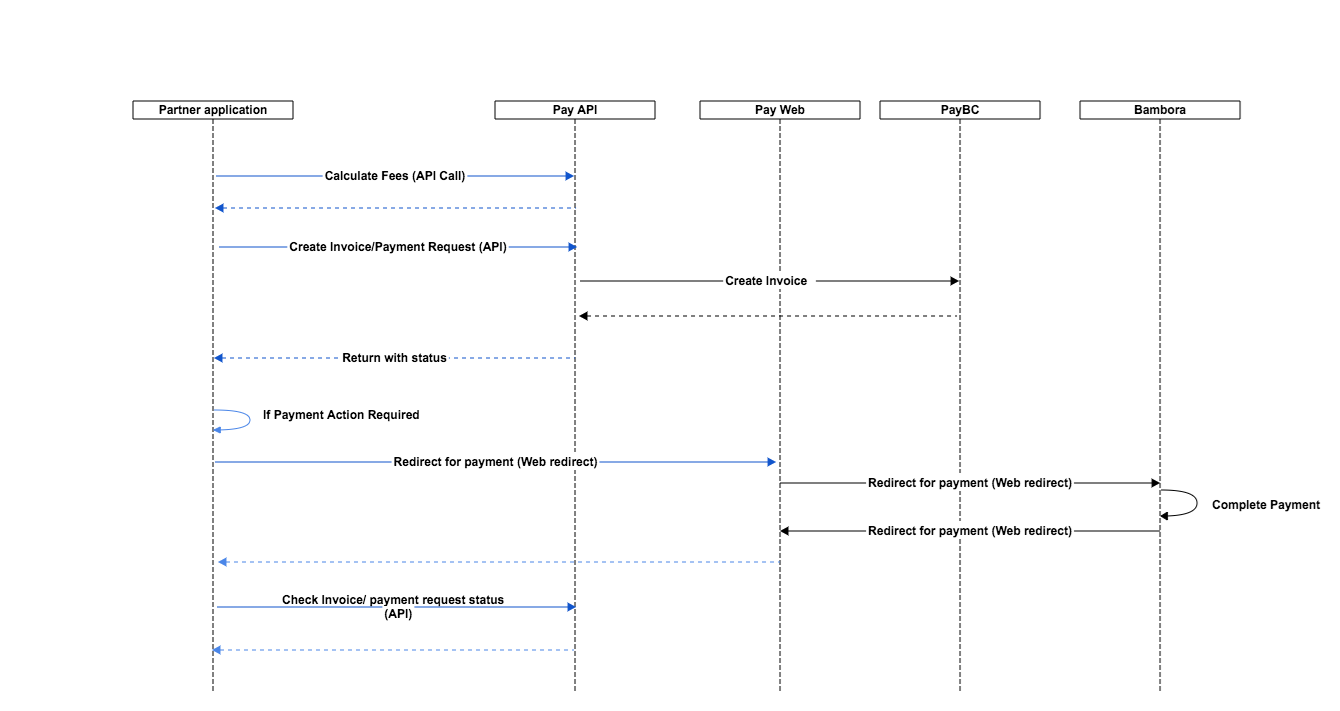 Partner application
Pay API
Pay Web
PayBC
Bambora
Calculate Fees (API Call)
Create Invoice/Payment Request (API)
Create Invoice
Return with status
If Payment Action Required
Redirect for payment (Web redirect)
Redirect for payment (Web redirect)
Complete Payment
Redirect for payment (Web redirect)
Check Invoice/ payment request status
(API)